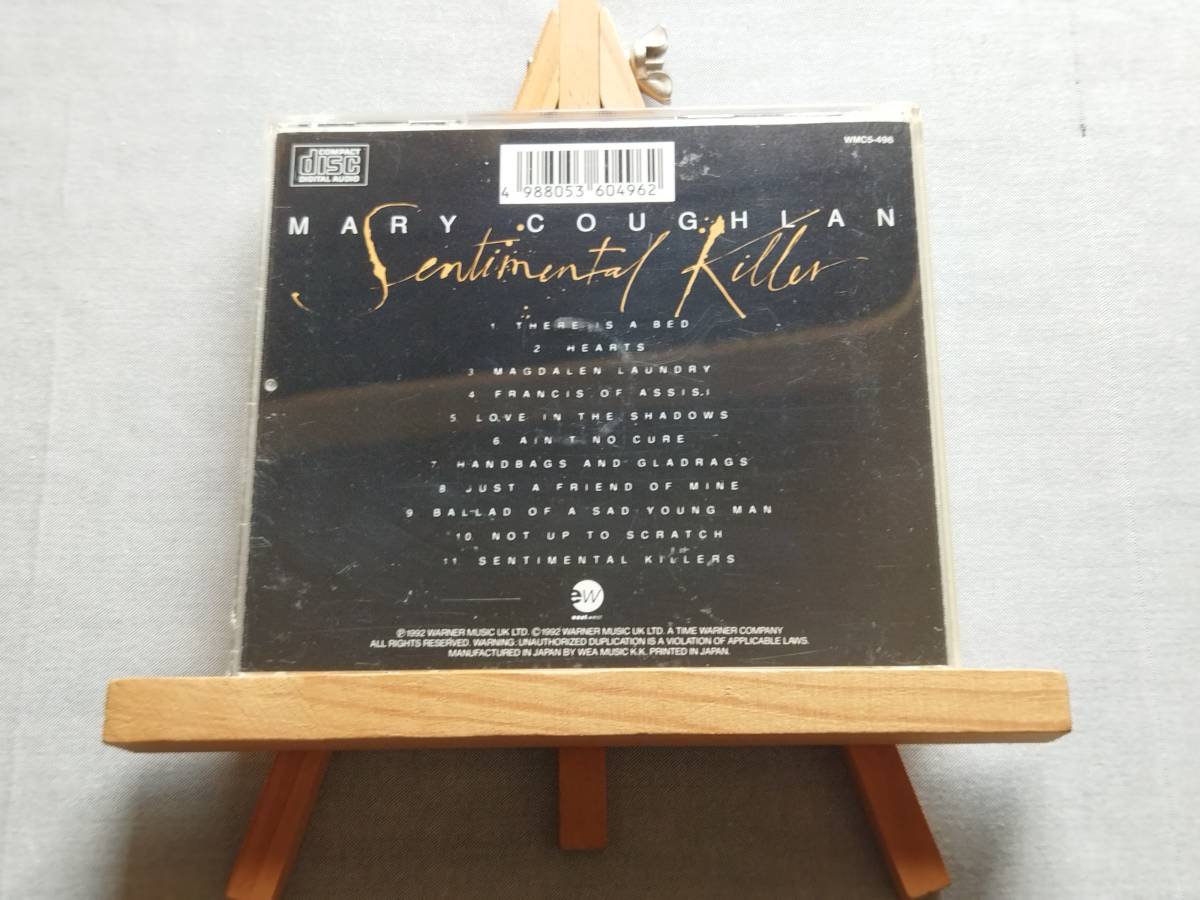 COMPACT
disc
DIGITAL AUDIO
WMC5-496
4 988053 604962
MARY COUGHLAN
Sentimental Killer
1 THERE IS A BED
2 HEARTS
3 MAGDALEN LAUNDRY
4 FRANCIS OF ASSISI
5 LOVE IN THE SHADOWS
6 AIN'T NO CURE
7 HANDBAGS AND GLADRAGS
8 JUST A FRIEND OF MINE
9 BALLAD OF A SAD YOUNG MAN
10 NOT UP TO SCRATCH
11 SENTIMENTAL KILLERS
ew
east west
℗1992 WARNER MUSIC UK LTD. ©1992 WARNER MUSIC UK LTD. A TIME WARNER COMPANY
ALL RIGHTS RESERVED. WARNING: UNAUTHORIZED DUPLICATION IS A VIOLATION OF APPLICABLE LAWS.
MANUFACTURED IN JAPAN BY WEA MUSIC K.K. PRINTED IN JAPAN.